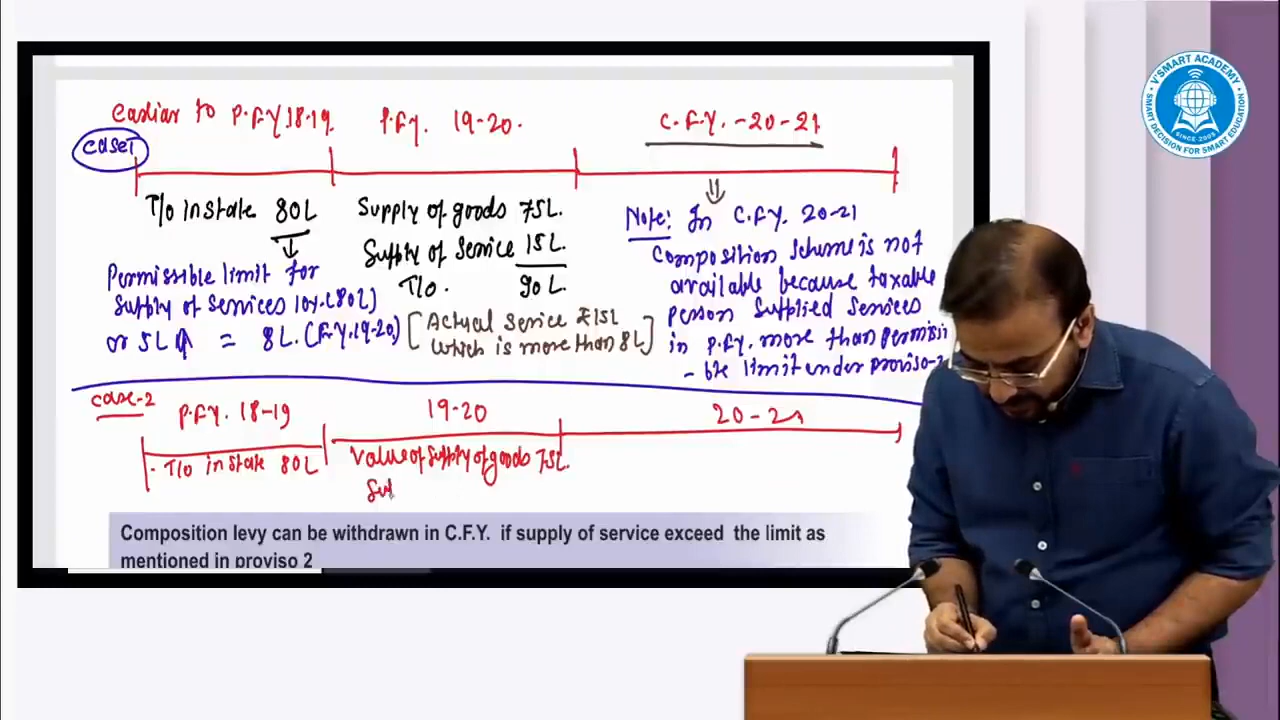 Earlier to P.F.Y.18-19. P.F.Y. 19-20. C.F.Y. -20-21
Case1
T/o in state 80L
Permissible limit for
Supply of services 10%(80L)
or 5L ↑ = 8L. (F.Y.19-20)
Supply of goods 75L.
Supply of Service 15L.
T/o. 90L.
[Actual Service ₹15L
which is more than 8L]
Note: In C.F.Y. 20-21
Composition scheme is not
available because taxable
person supplied services
in P.F.Y. more than permissi
-ble limit under proviso-2
Case-2
P.F.Y. 18-19 19-20 20-21
T/o in state 80L
Value of supply of goods 75L.
Su
Composition levy can be withdrawn in C.F.Y. if supply of service exceed the limit as
mentioned in proviso 2
V'SMART ACADEMY
SINCE 2005
SMART DECISION FOR SMART EDUCATION